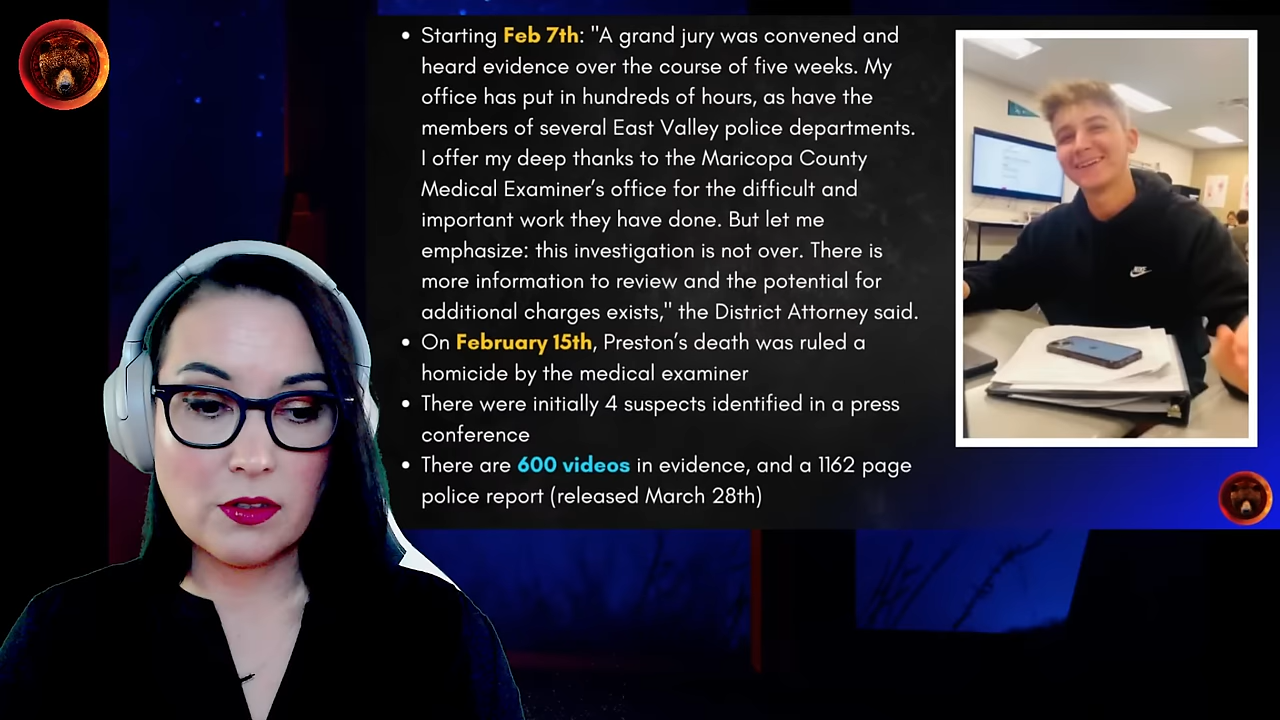 • Starting Feb 7th: "A grand jury was convened and
heard evidence over the course of five weeks. My
office has put in hundreds of hours, as have the
members of several East Valley police departments.
I offer my deep thanks to the Maricopa County
Medical Examiner’s office for the difficult and
important work they have done. But let me
emphasize: this investigation is not over. There is
more information to review and the potential for
additional charges exists," the District Attorney said.
• On February 15th, Preston’s death was ruled a
homicide by the medical examiner
• There were initially 4 suspects identified in a press
conference
• There are 600 videos in evidence, and a 1162 page
police report (released March 28th)